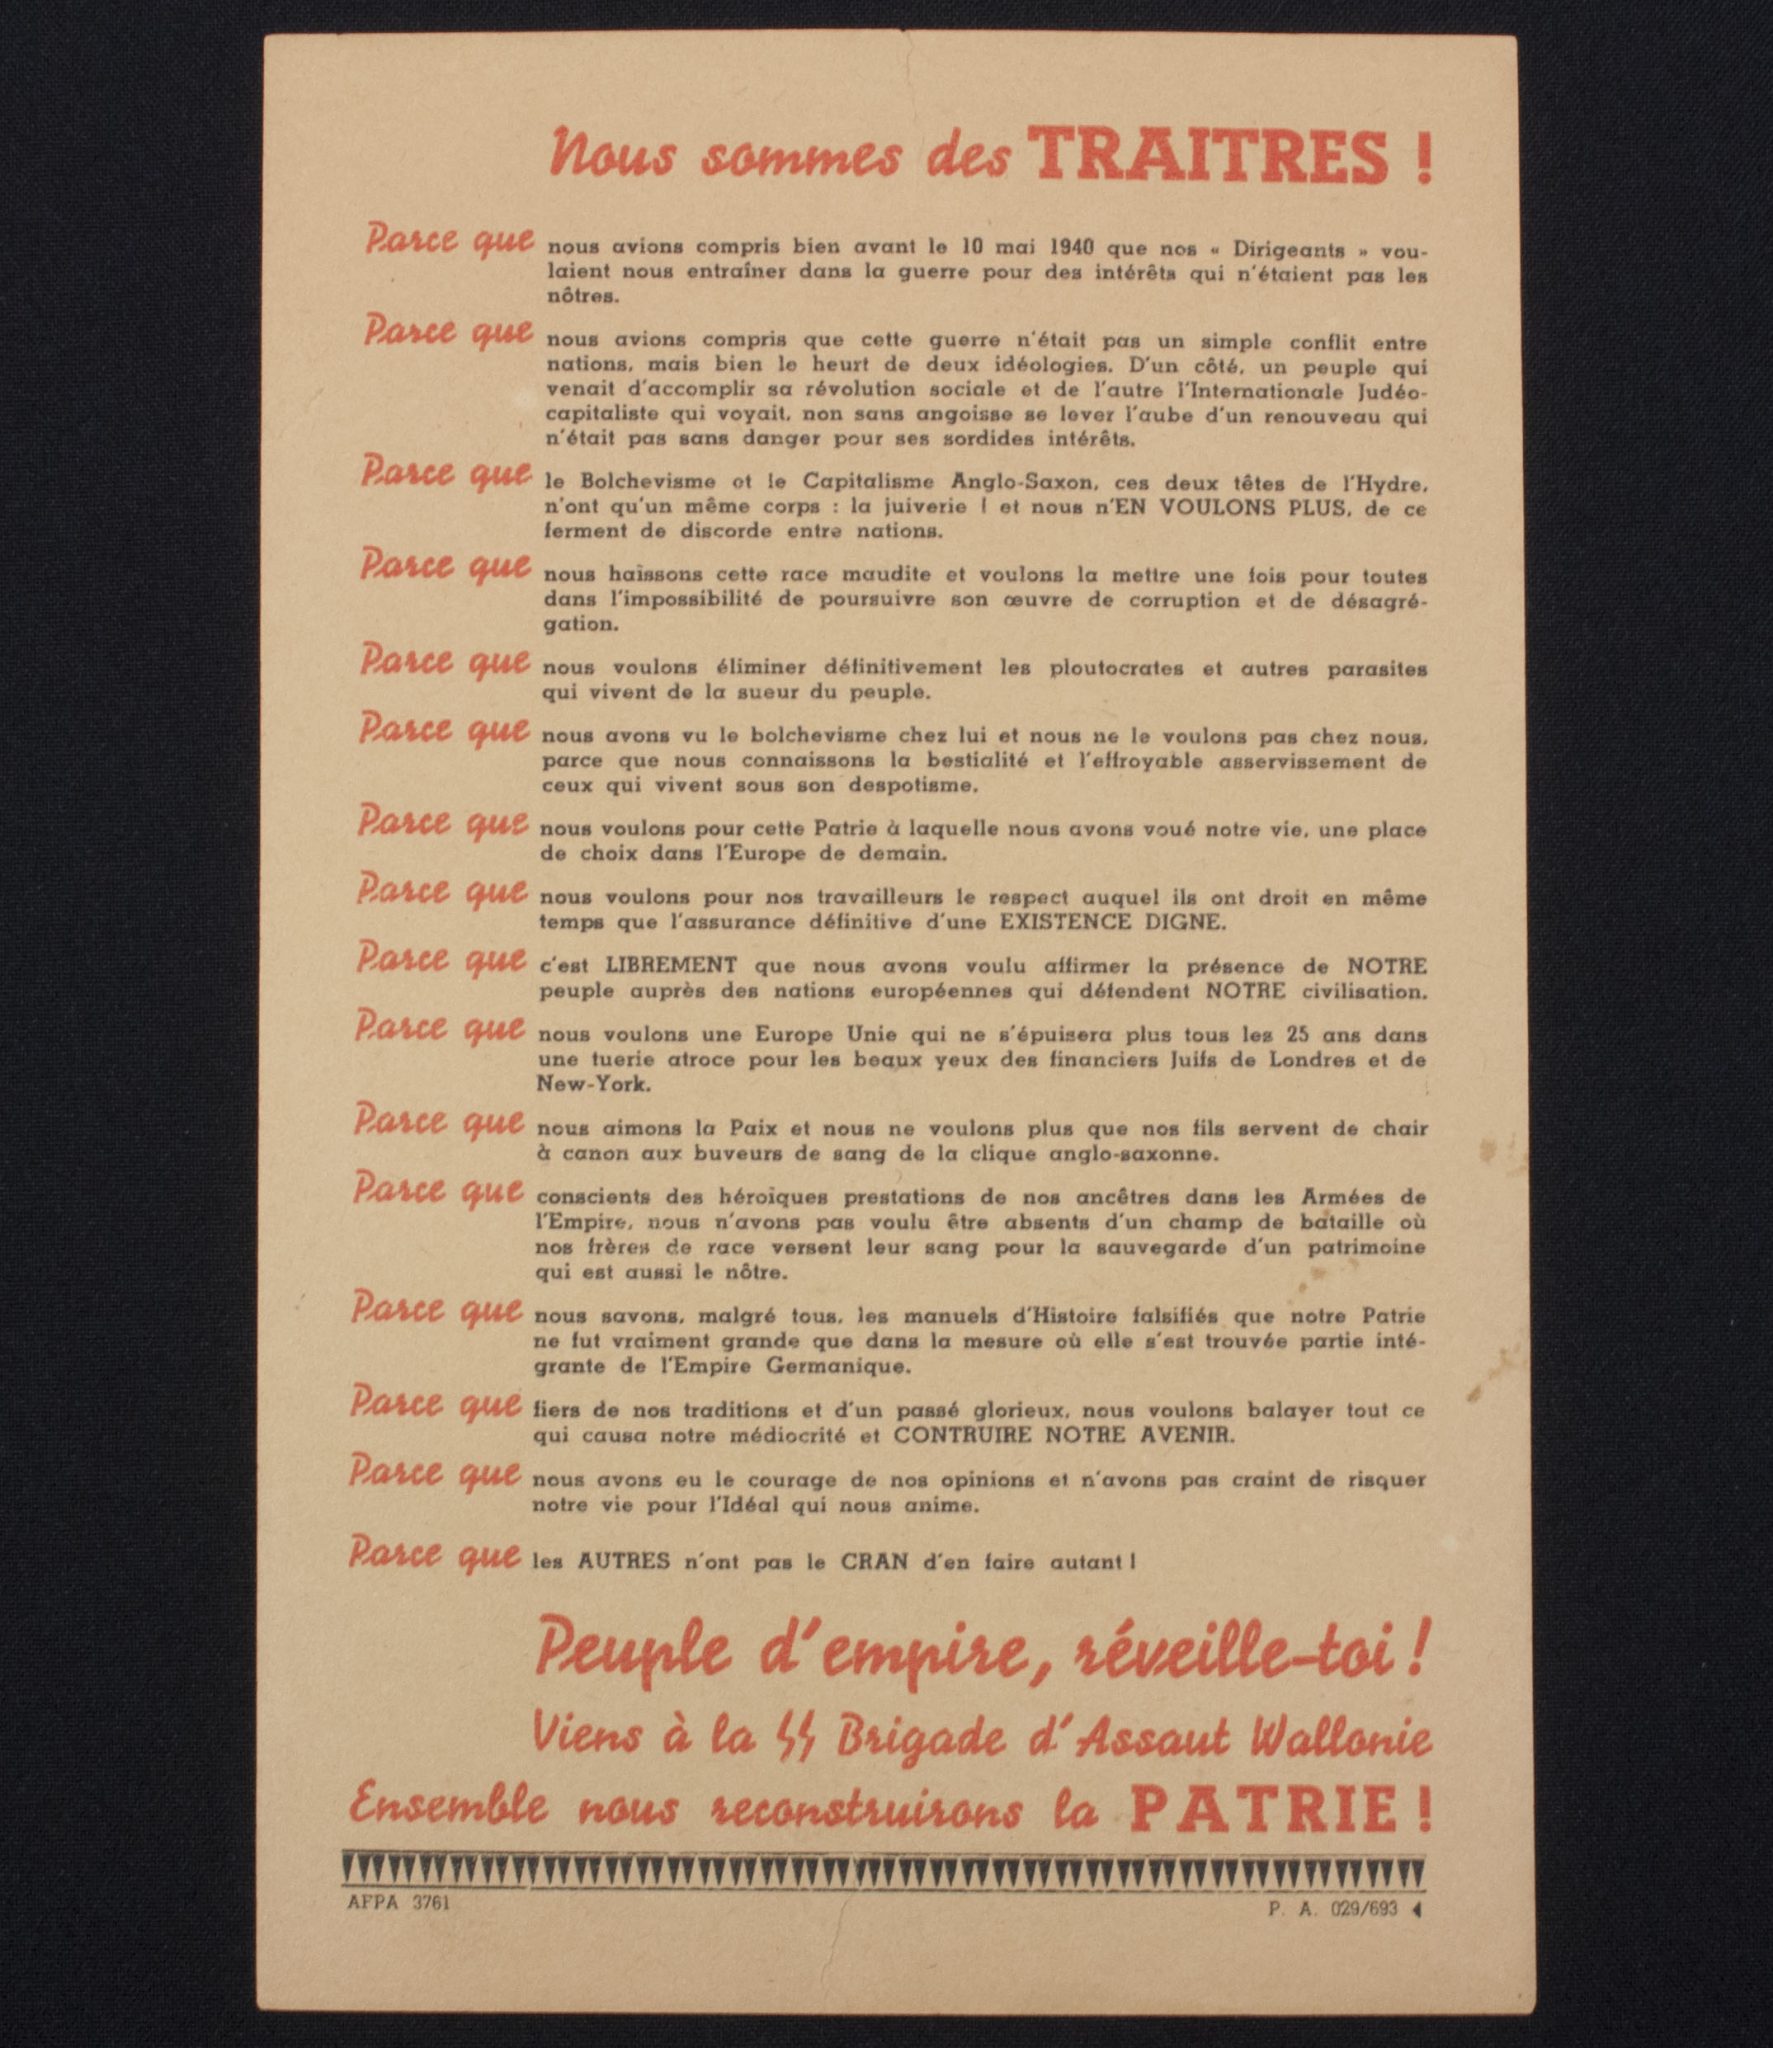 Nous sommes des TRAITRES !
Parce que nous avions compris bien avant le 10 mai 1940 que nos « Dirigeants » vou-
laient nous entraîner dans la guerre pour des intérêts qui n'étaient pas les
nôtres.
Parce que nous avions compris que cette guerre n'était pas un simple conflit entre
nations, mais bien le heurt de deux idéologies. D'un côté, un peuple qui
venait d'accomplir sa révolution sociale et de l'autre l'Internationale Judéo-
capitaliste qui voyait, non sans angoisse se lever l'aube d'un renouveau qui
n'était pas sans danger pour ses sordides intérêts.
Parce que le Bolchevisme et le Capitalisme Anglo-Saxon, ces deux têtes de l'Hydre,
n'ont qu'un même corps : la juiverie ! et nous n'EN VOULONS PLUS, de ce
ferment de discorde entre nations.
Parce que nous haïssons cette race maudite et voulons la mettre une fois pour toutes
dans l'impossibilité de poursuivre son œuvre de corruption et de désagré-
gation.
Parce que nous voulons éliminer définitivement les ploutocrates et autres parasites
qui vivent de la sueur du peuple.
Parce que nous avons vu le bolchevisme chez lui et nous ne le voulons pas chez nous,
parce que nous connaissons la bestialité et l'effroyable asservissement de
ceux qui vivent sous son despotisme.
Parce que nous voulons pour cette Patrie à laquelle nous avons voué notre vie, une place
de choix dans l'Europe de demain.
Parce que nous voulons pour nos travailleurs le respect auquel ils ont droit en même
temps que l'assurance définitive d'une EXISTENCE DIGNE.
Parce que c'est LIBREMENT que nous avons voulu affirmer la présence de NOTRE
peuple auprès des nations européennes qui défendent NOTRE civilisation.
Parce que nous voulons une Europe Unie qui ne s'épuisera plus tous les 25 ans dans
une tuerie atroce pour les beaux yeux des financiers Juifs de Londres et de
New-York.
Parce que nous aimons la Paix et nous ne voulons plus que nos fils servent de chair
à canon aux buveurs de sang de la clique anglo-saxonne.
Parce que conscients des héroïques prestations de nos ancêtres dans les Armées de
l'Empire, nous n'avons pas voulu être absents d'un champ de bataille où
nos frères de race versent leur sang pour la sauvegarde d'un patrimoine
qui est aussi le nôtre.
Parce que nous savons, malgré tous, les manuels d'Histoire falsifiés que notre Patrie
ne fut vraiment grande que dans la mesure où elle s'est trouvée partie inté-
grante de l'Empire Germanique.
Parce que fiers de nos traditions et d'un passé glorieux, nous voulons balayer tout ce
qui causa notre médiocrité et CONTRUIRE NOTRE AVENIR.
Parce que nous avons eu le courage de nos opinions et n'avons pas craint de risquer
notre vie pour l'Idéal qui nous anime.
Parce que les AUTRES n'ont pas le CRAN d'en faire autant !
Peuple d'empire, réveille-toi !
Viens à la SS Brigade d'Assaut Wallonie
Ensemble nous reconstruirons la PATRIE !
AFPA 3761
P. A. 029/693